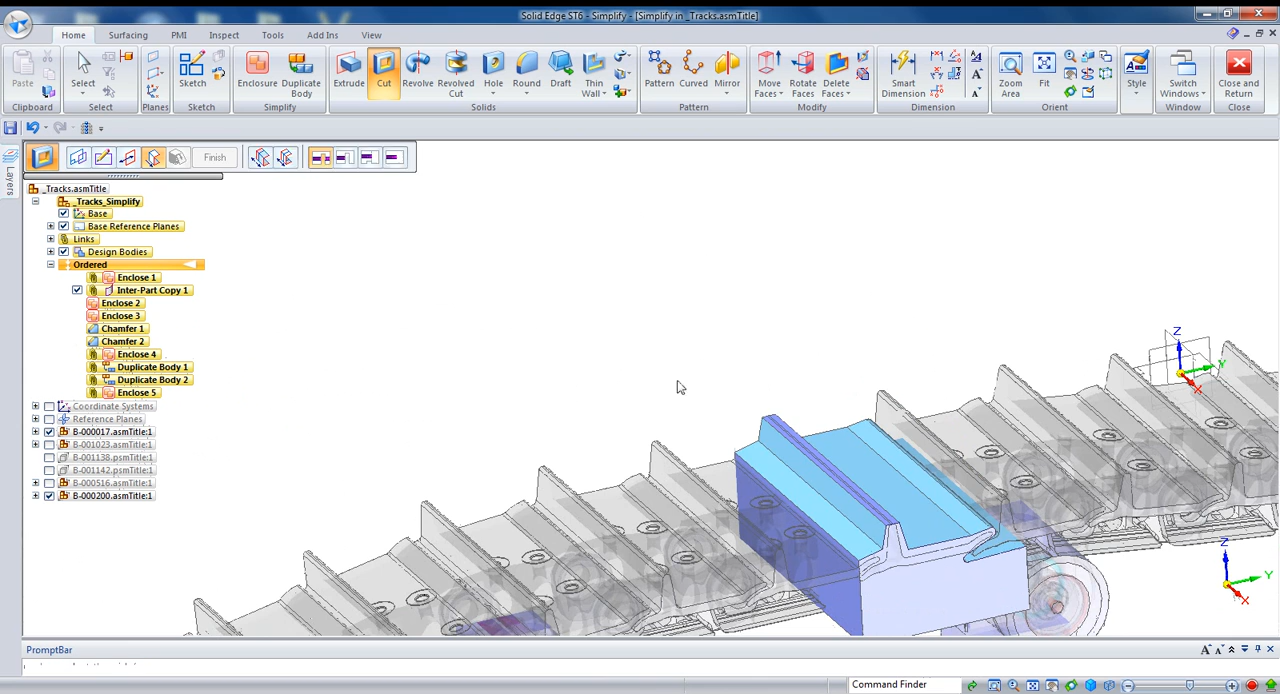 Solid Edge ST6 - Simplify - [Simplify in _Tracks.asmTitle]
Home Surfacing PMI Inspect Tools Add Ins View
Paste Select Sketch Enclosure Duplicate Body Extrude Cut Revolve Revolved Cut Hole Round Draft Thin Wall Pattern Curved Mirror Move Faces Rotate Faces Delete Faces Smart Dimension Zoom Area Fit Style Switch Windows Close and Return
Clipboard Select Planes Sketch Simplify Solids Pattern Modify Dimension Orient Style Window Close
Finish
Layers
_Tracks.asmTitle
_Tracks_Simplify
Base
Base Reference Planes
Links
Design Bodies
Ordered
Enclose 1
Inter-Part Copy 1
Enclose 2
Enclose 3
Chamfer 1
Chamfer 2
Enclose 4
Duplicate Body 1
Duplicate Body 2
Enclose 5
Coordinate Systems
Reference Planes
B-000017.asmTitle:1
B-001023.asmTitle:1
B-001138.psmTitle:1
B-001142.psmTitle:1
B-000516.asmTitle:1
B-000200.asmTitle:1
Z
Y
X
Z
Y
X
PromptBar
Command Finder